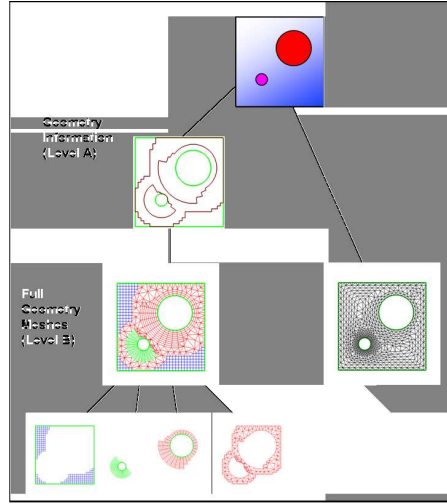 Geometry
Information
(Level A)
Full
Geometry
Meshes
(Level B)